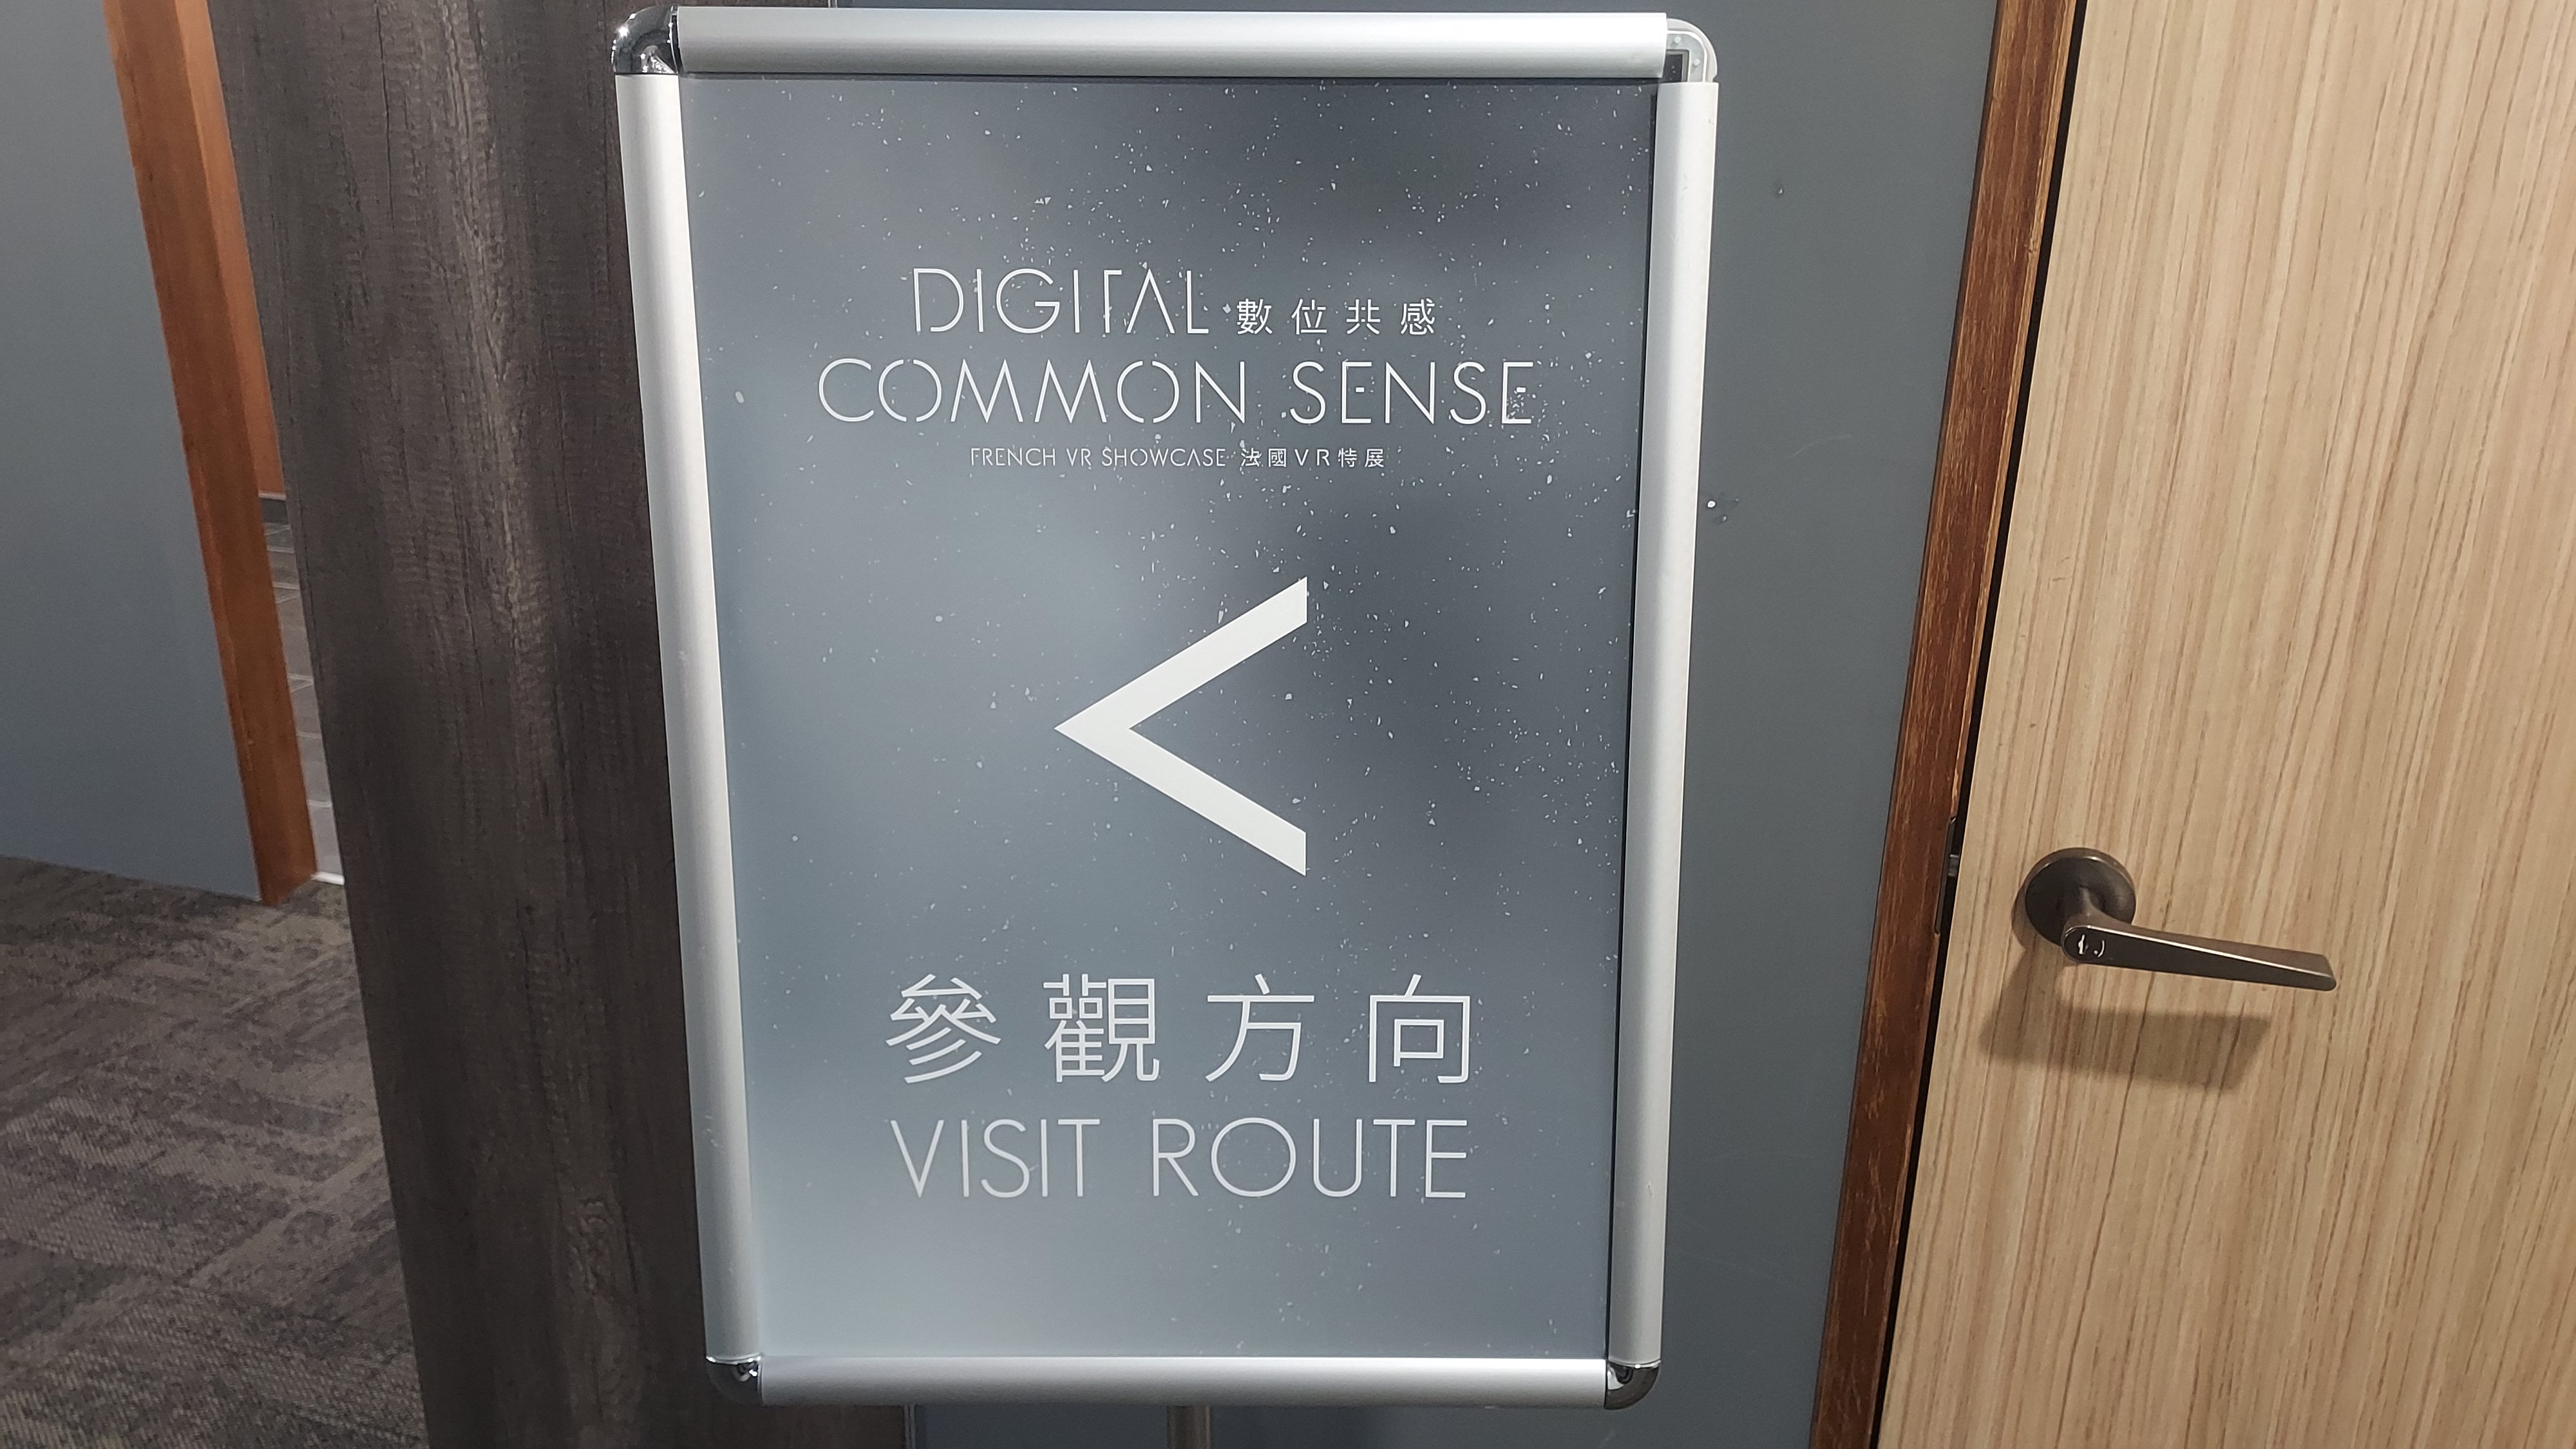 DIGITAL 數位共感
COMMON SENSE
FRENCH VR SHOWCASE 法國VR特展
參觀方向
VISIT ROUTE